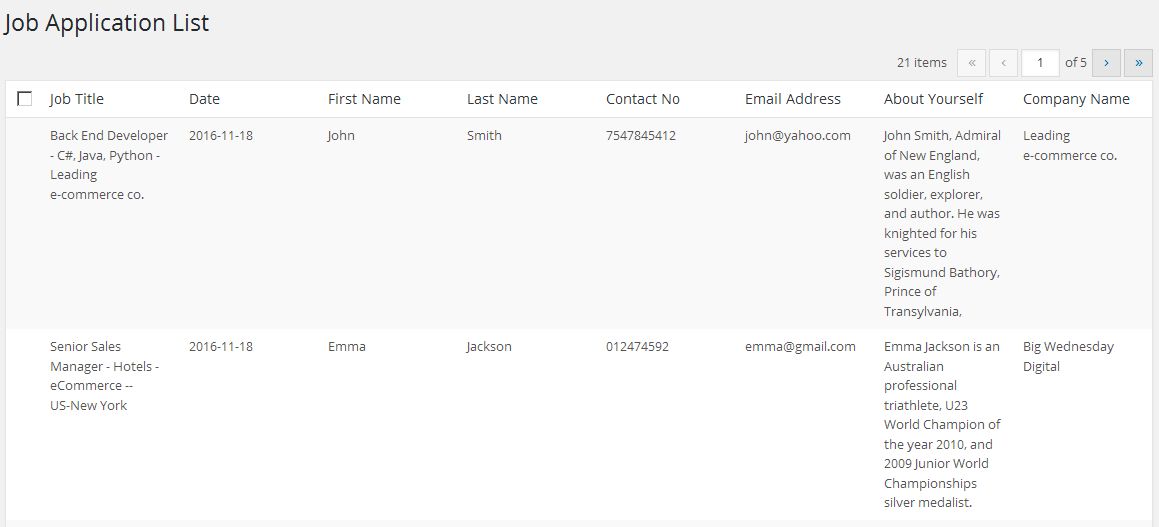 Job Application List
21 items « ‹ 1 of 5 › »
Job Title Date First Name Last Name Contact No Email Address About Yourself Company Name
Back End Developer 2016-11-18 John Smith 7547845412 john@yahoo.com John Smith, Admiral Leading
- C#, Java, Python - of New England, e-commerce co.
Leading was an English
e-commerce co. soldier, explorer,
and author. He was
knighted for his
services to
Sigismund Bathory,
Prince of
Transylvania,
Senior Sales 2016-11-18 Emma Jackson 012474592 emma@gmail.com Emma Jackson is an Big Wednesday
Manager - Hotels - Australian Digital
eCommerce -- professional
US-New York triathlete, U23
World Champion of
the year 2010, and
2009 Junior World
Championships
silver medalist.